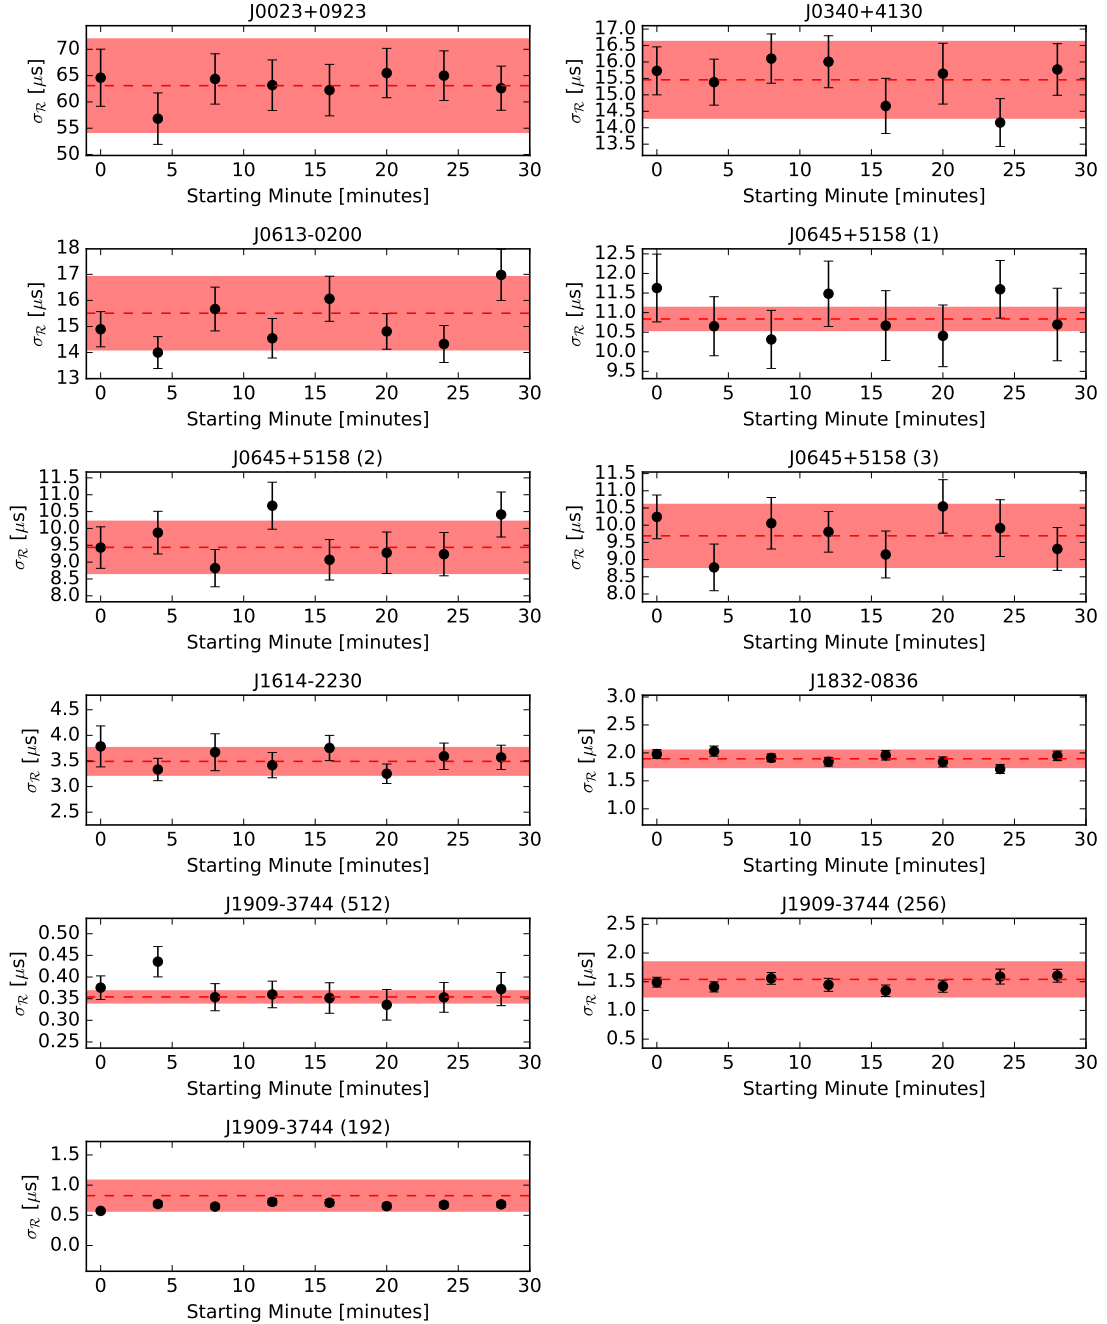 J0023+0923
70
65
60
55
50
σ_R [μs]
0 5 10 15 20 25 30
Starting Minute [minutes]
J0340+4130
17.0
16.5
16.0
15.5
15.0
14.5
14.0
13.5
σ_R [μs]
0 5 10 15 20 25 30
Starting Minute [minutes]
J0613-0200
18
17
16
15
14
13
σ_R [μs]
0 5 10 15 20 25 30
Starting Minute [minutes]
J0645+5158 (1)
12.5
12.0
11.5
11.0
10.5
10.0
9.5
σ_R [μs]
0 5 10 15 20 25 30
Starting Minute [minutes]
J0645+5158 (2)
11.5
11.0
10.5
10.0
9.5
9.0
8.5
8.0
σ_R [μs]
0 5 10 15 20 25 30
Starting Minute [minutes]
J0645+5158 (3)
11.5
11.0
10.5
10.0
9.5
9.0
8.5
8.0
σ_R [μs]
0 5 10 15 20 25 30
Starting Minute [minutes]
J1614-2230
4.5
4.0
3.5
3.0
2.5
σ_R [μs]
0 5 10 15 20 25 30
Starting Minute [minutes]
J1832-0836
3.0
2.5
2.0
1.5
1.0
σ_R [μs]
0 5 10 15 20 25 30
Starting Minute [minutes]
J1909-3744 (512)
0.50
0.45
0.40
0.35
0.30
0.25
σ_R [μs]
0 5 10 15 20 25 30
Starting Minute [minutes]
J1909-3744 (256)
2.5
2.0
1.5
1.0
0.5
σ_R [μs]
0 5 10 15 20 25 30
Starting Minute [minutes]
J1909-3744 (192)
1.5
1.0
0.5
0.0
σ_R [μs]
0 5 10 15 20 25 30
Starting Minute [minutes]